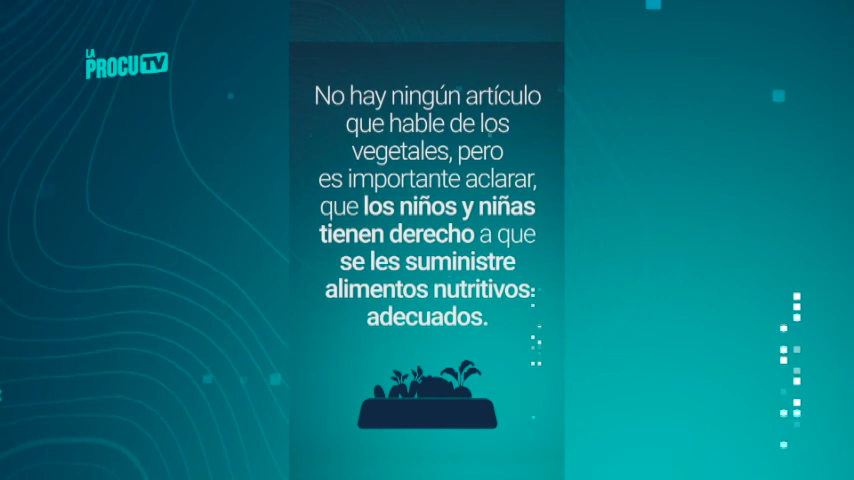 LA
PROCU TV
No hay ningún artículo
que hable de los
vegetales, pero
es importante aclarar,
que los niños y niñas
tienen derecho a que
se les suministre
alimentos nutritivos
adecuados.